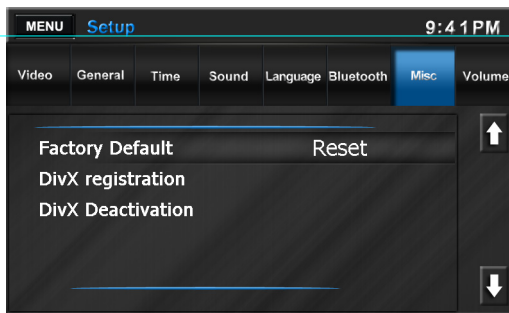 MENU Setup 9:41PM
Video General Time Sound Language Bluetooth Misc Volume
Factory Default Reset
DivX registration
DivX Deactivation